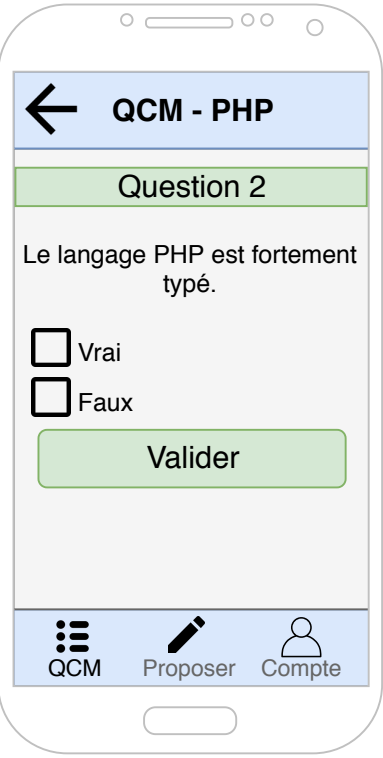 QCM - PHP
Question 2
Le langage PHP est fortement
typé.
Vrai
Faux
Valider
QCM Proposer Compte